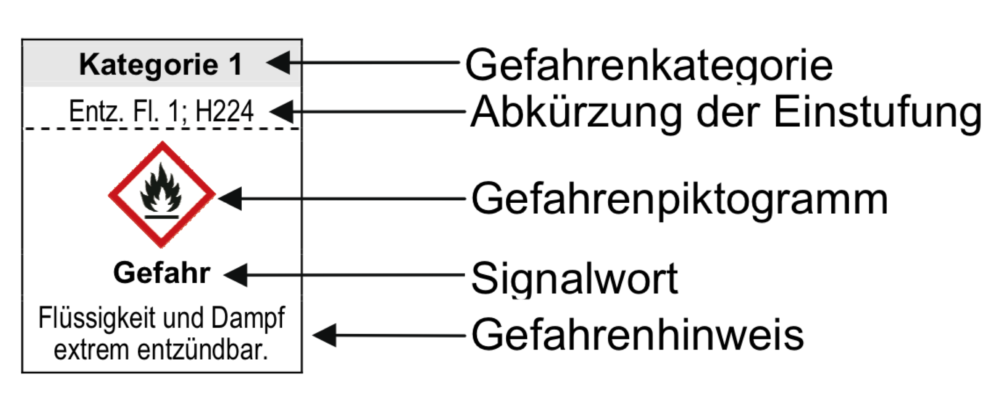 Kategorie 1
Gefahrenkategorie
Entz. Fl. 1; H224
Abkürzung der Einstufung
Gefahrenpiktogramm
Gefahr
Signalwort
Flüssigkeit und Dampf
extrem entzündbar.
Gefahrenhinweis